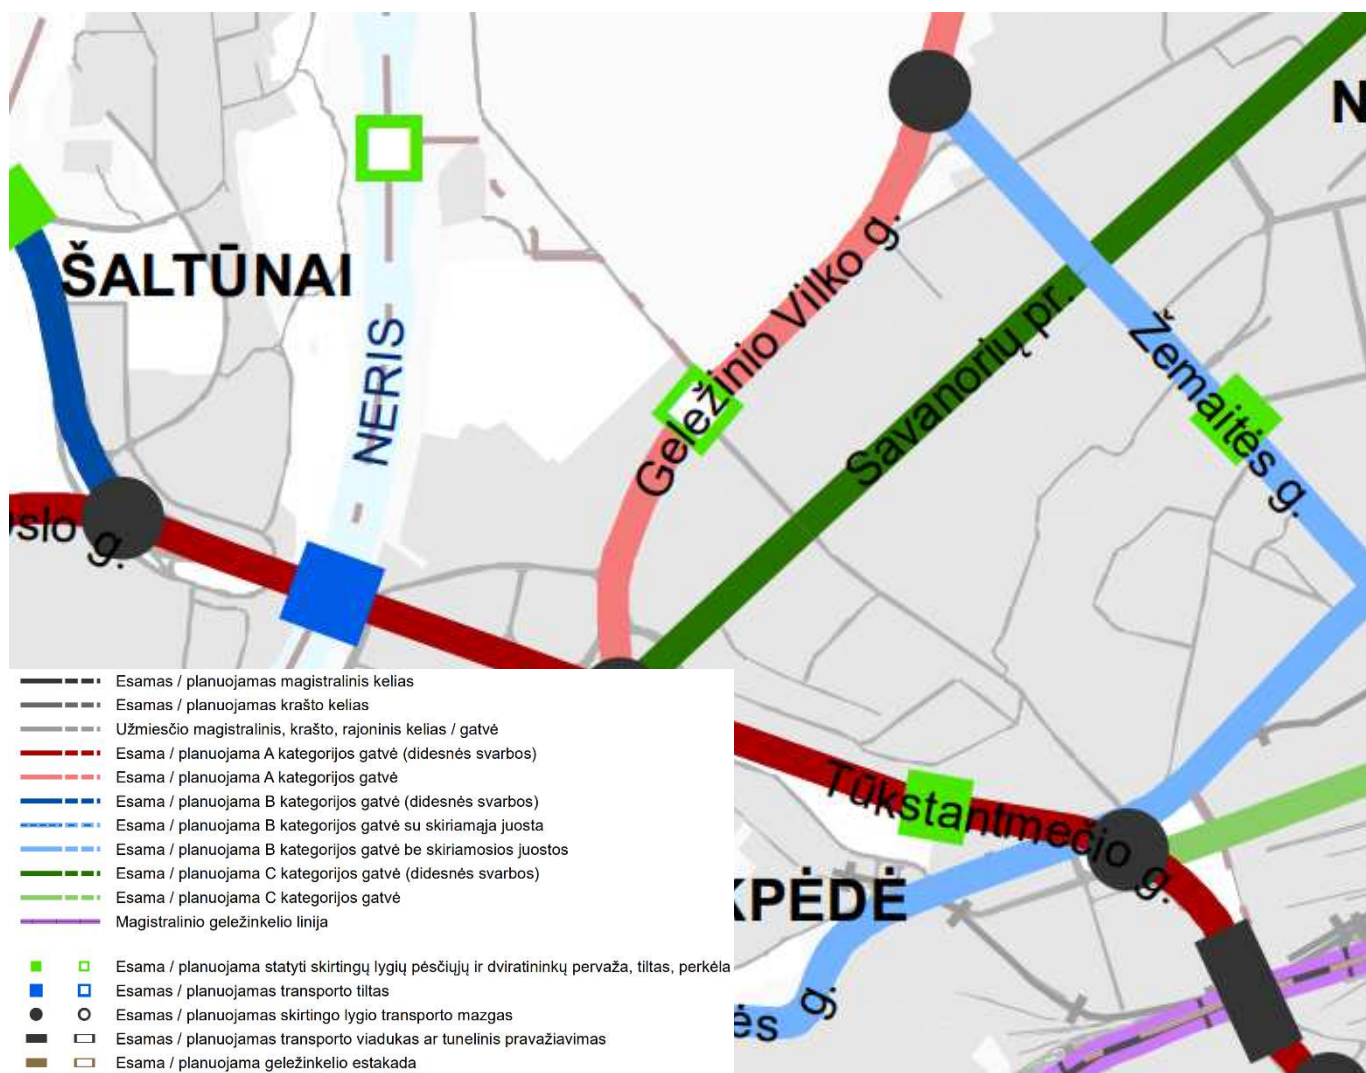 N
ŠALTŪNAI
NERIS
Geležinio Vilko g.
Savanorių pr.
Žemaitės g.
slo g.
Tūkstantmečio g.
KPĖDĖ
ės g.
Esamas / planuojamas magistralinis kelias
Esamas / planuojamas krašto kelias
Užmiesčio magistralinis, krašto, rajoninis kelias / gatvė
Esama / planuojama A kategorijos gatvė (didesnės svarbos)
Esama / planuojama A kategorijos gatvė
Esama / planuojama B kategorijos gatvė (didesnės svarbos)
Esama / planuojama B kategorijos gatvė su skiriamąja juosta
Esama / planuojama B kategorijos gatvė be skiriamosios juostos
Esama / planuojama C kategorijos gatvė (didesnės svarbos)
Esama / planuojama C kategorijos gatvė
Magistralinio geležinkelio linija
Esama / planuojama statyti skirtingų lygių pėsčiųjų ir dviratininkų pervaža, tiltas, perkėla
Esamas / planuojamas transporto tiltas
Esamas / planuojamas skirtingo lygio transporto mazgas
Esamas / planuojamas transporto viadukas ar tunelinis pravažiavimas
Esama / planuojama geležinkelio estakada